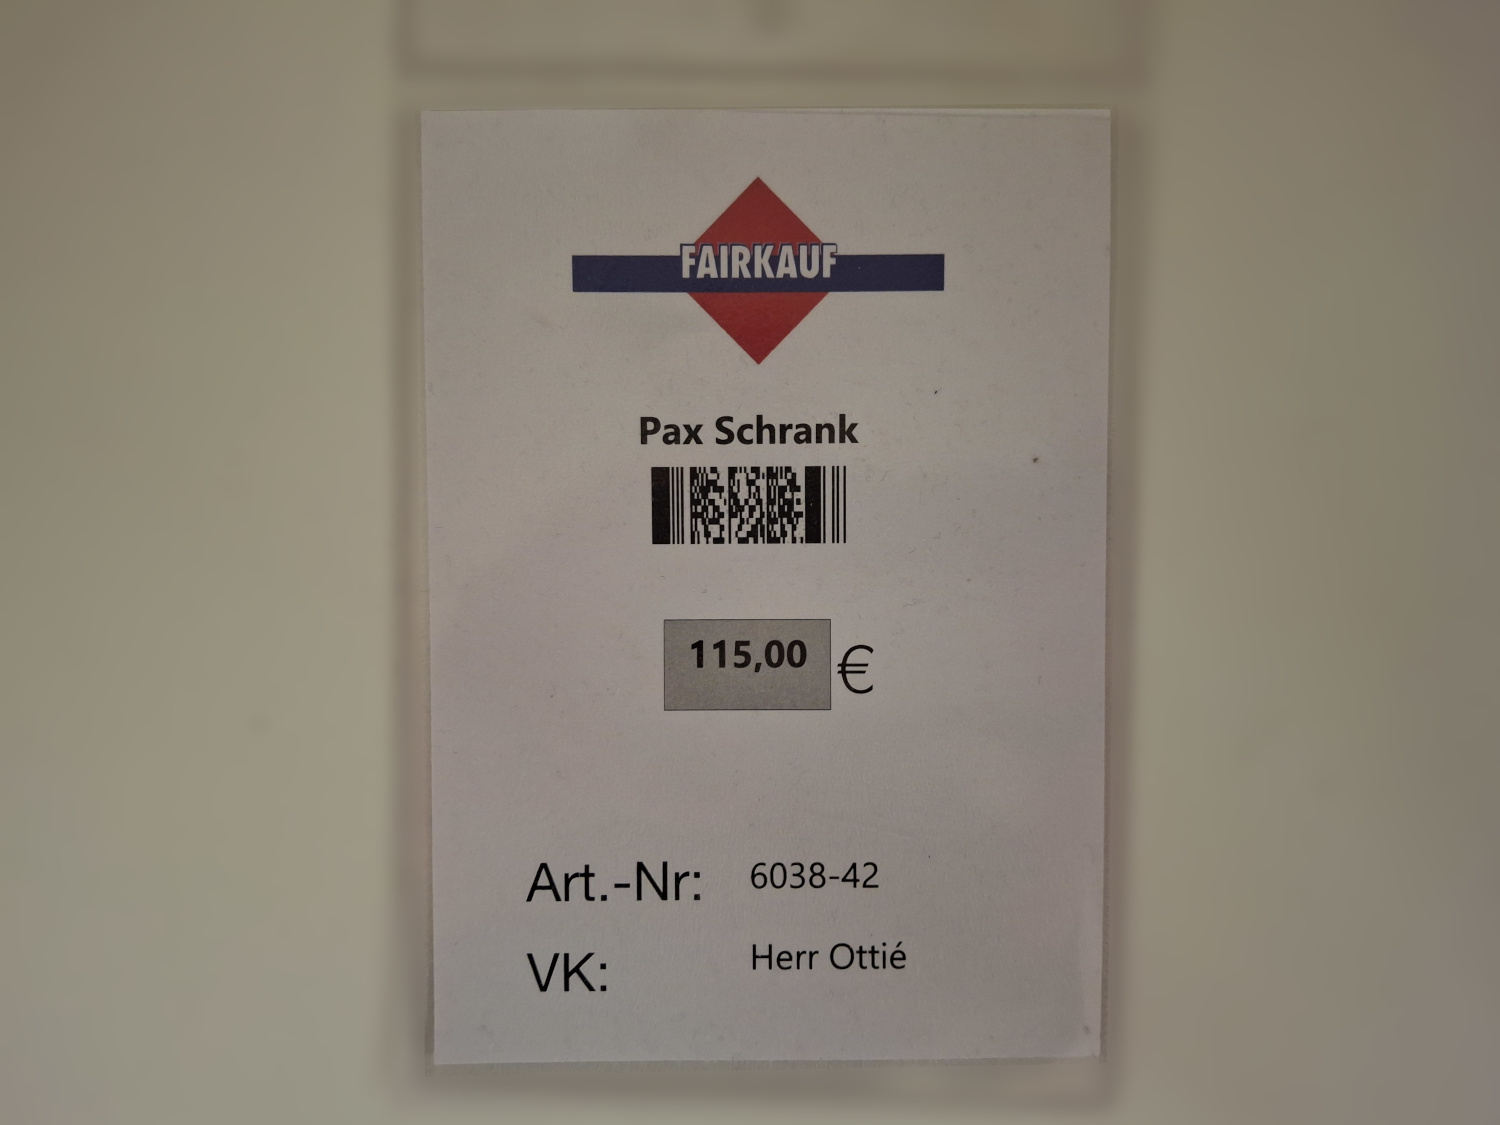 FAIRKAUF
Pax Schrank
115,00 €
Art.-Nr: 6038-42
VK: Herr Ottié